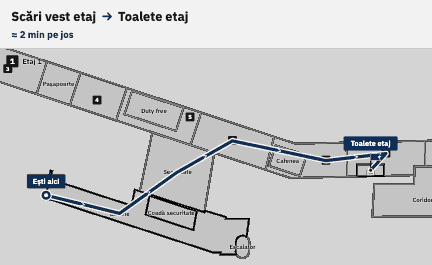 Scări vest etaj → Toalete etaj
≈ 2 min pe jos
1 Etaj 1
3
Pașapoarte
4
Duty free
5
Toalete etaj
Cafenea
Ești aici
Coadă securitate
Coridor
Escalator